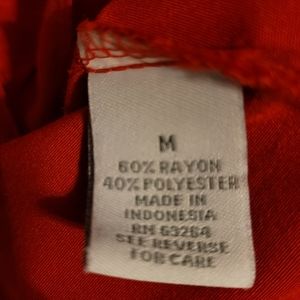 M
60% RAYON
40% POLYESTER
MADE IN
INDONESIA
RN 63264
SEE REVERSE
FOR CARE